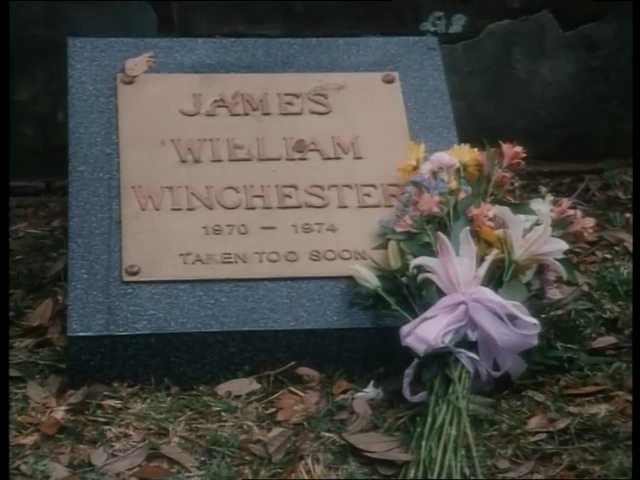 JAMES
WILLIAM
WINCHESTER
1970 — 1974
TAKEN TOO SOON